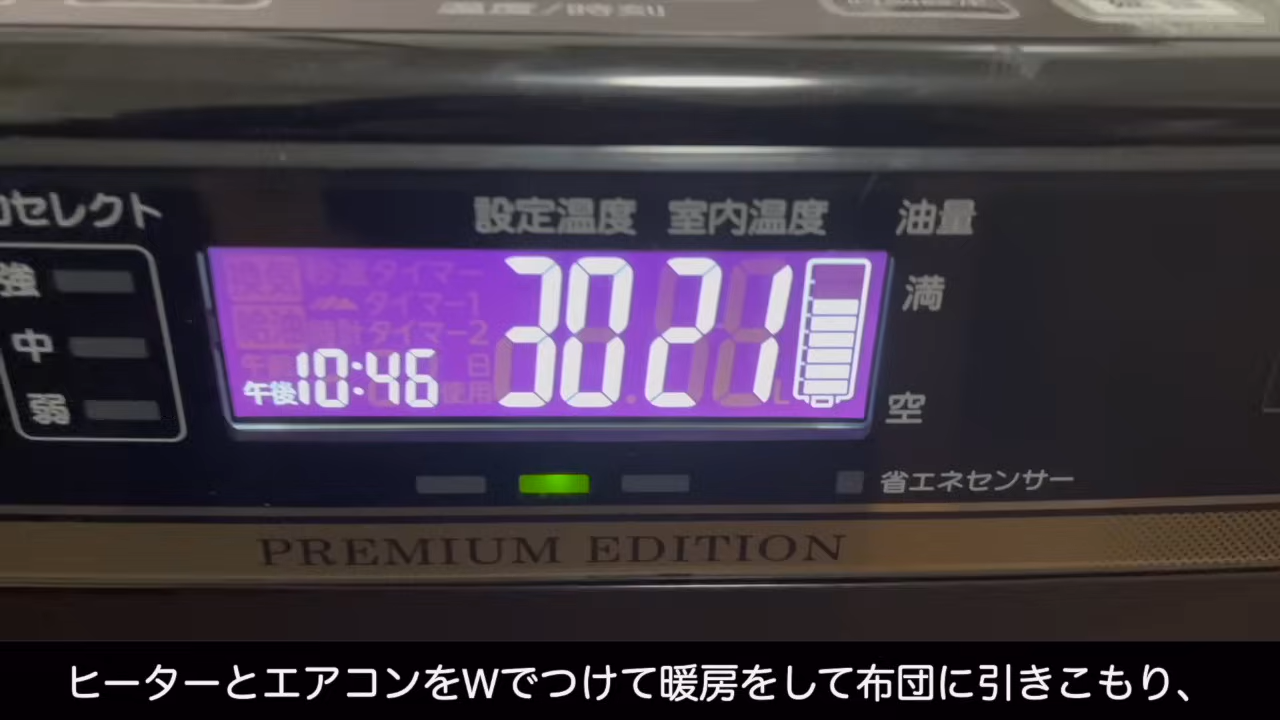 セレクト
設定温度 室内温度 油量
強
中
弱
タイマー
タイマー1
タイマー2
午後10:46
30 21
満
空
省エネセンサー
PREMIUM EDITION
ヒーターとエアコンをWでつけて暖房をして布団に引きこもり、